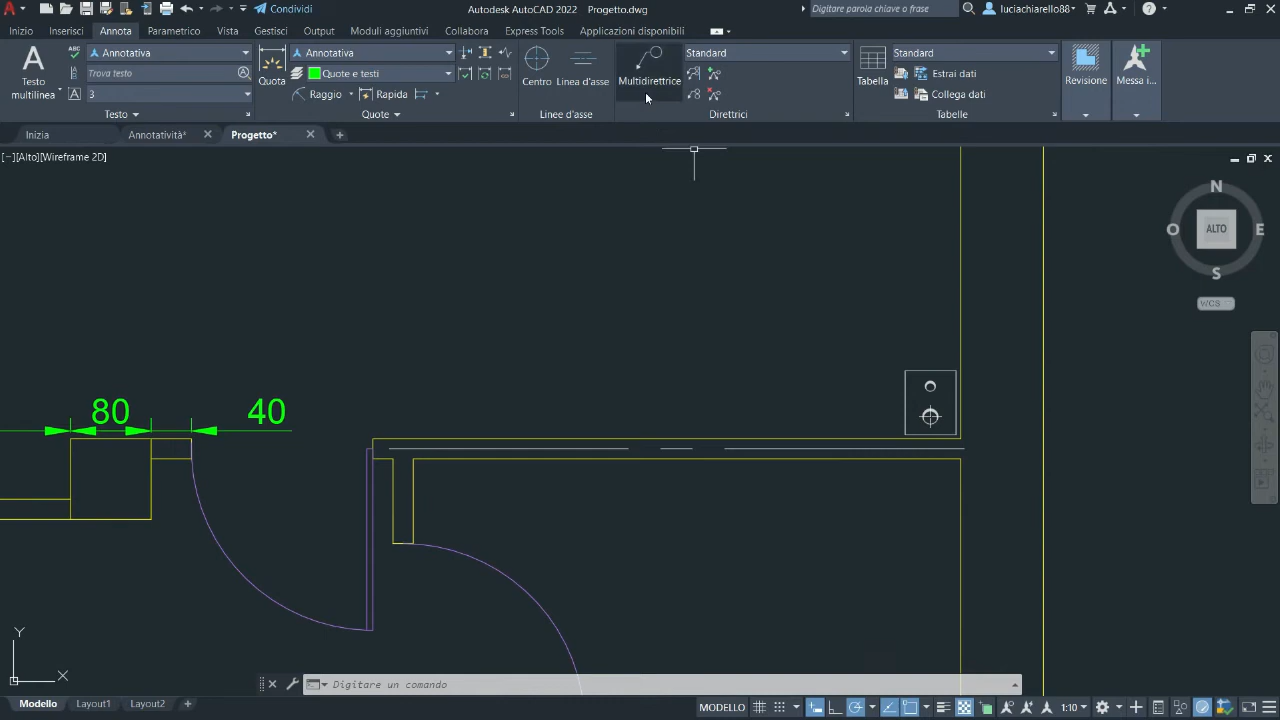 Condividi
Autodesk AutoCAD 2022 Progetto.dwg
Digitare parola chiave o frase
luciachiarello88
Inizio Inserisci Annota Parametrico Vista Gestisci Output Moduli aggiuntivi Collabora Express Tools Applicazioni disponibili
Testo
multilinea
Annotativa
Trova testo
3
Testo
Quota
Annotativa
Quote e testi
Raggio Rapida
Quote
Centro Linea d'asse
Linee d'asse
Multidirettrice
Standard
Direttrici
Tabella
Standard
Estrai dati
Collega dati
Tabelle
Revisione
Messa i...
Inizia Annotatività* Progetto*
[−][Alto][Wireframe 2D]
N
O ALTO E
S
WCS
80 40
Y
X
Digitare un comando
Modello Layout1 Layout2 +
MODELLO 1:10